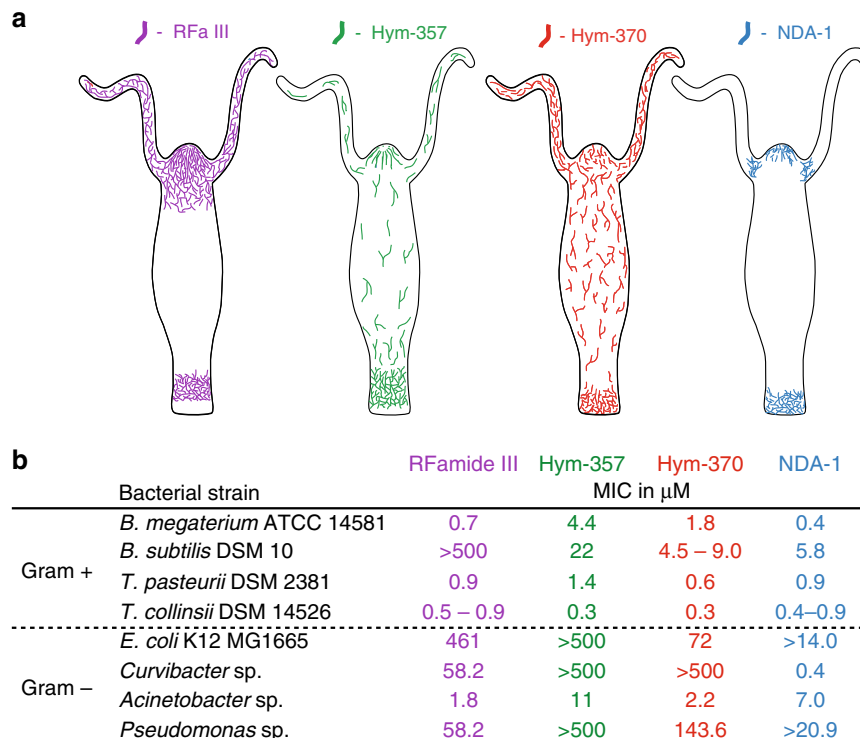 a
- RFa III - Hym-357 - Hym-370 - NDA-1
b
RFamide III Hym-357 Hym-370 NDA-1
Bacterial strain MIC in μM
B. megaterium ATCC 14581 0.7 4.4 1.8 0.4
B. subtilis DSM 10 >500 22 4.5 – 9.0 5.8
Gram +
T. pasteurii DSM 2381 0.9 1.4 0.6 0.9
T. collinsii DSM 14526 0.5 – 0.9 0.3 0.3 0.4–0.9
E. coli K12 MG1665 461 >500 72 >14.0
Curvibacter sp. 58.2 >500 >500 0.4
Gram –
Acinetobacter sp. 1.8 11 2.2 7.0
Pseudomonas sp. 58.2 >500 143.6 >20.9